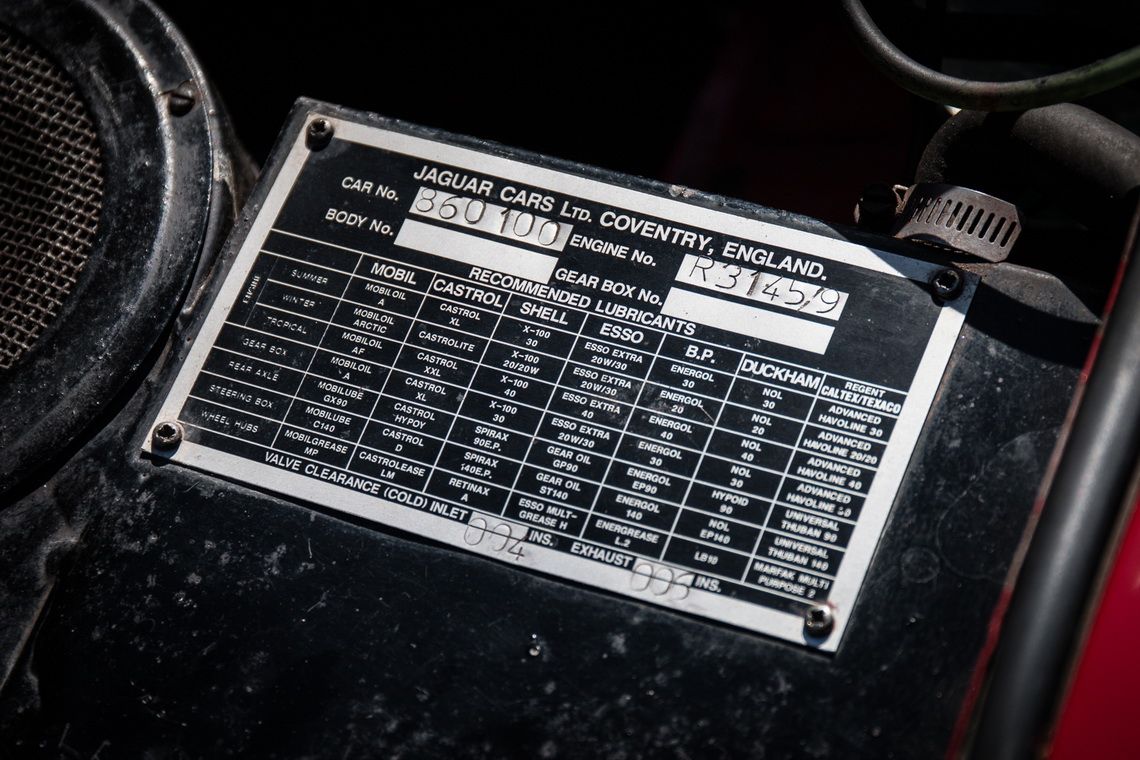 JAGUAR CARS LTD. COVENTRY, ENGLAND.
CAR No. 860100 ENGINE No. R3145/9
BODY No. GEAR BOX No.
RECOMMENDED LUBRICANTS
MOBIL CASTROL SHELL ESSO B.P. DUCKHAM REGENT CALTEX/TEXACO
ENGINE
SUMMER MOBILOIL A CASTROL XL X-100 30 ESSO EXTRA 20W/30 ENERGOL 30 NOL 30 ADVANCED HAVOLINE 30
WINTER MOBILOIL ARCTIC CASTROLITE X-100 20/20W ESSO EXTRA 20W/30 ENERGOL 20 NOL 20 ADVANCED HAVOLINE 20/20
TROPICAL MOBILOIL AF CASTROL XXL X-100 40 ESSO EXTRA 40 ENERGOL 40 NOL 40 ADVANCED HAVOLINE 40
GEAR BOX MOBILOIL A CASTROL XL X-100 30 ESSO EXTRA 20W/30 ENERGOL 30 NOL 30 ADVANCED HAVOLINE 30
REAR AXLE MOBILUBE GX90 CASTROL HYPOY SPIRAX 90E.P. GEAR OIL GP90 ENERGOL EP90 HYPOID 90 UNIVERSAL THUBAN 90
STEERING BOX MOBILUBE C140 CASTROL D SPIRAX 140E.P. GEAR OIL ST140 ENERGOL 140 NOL EP140 UNIVERSAL THUBAN 140
WHEEL HUBS MOBILGREASE MP CASTROLEASE LM RETINAX A ESSO MULT-GREASE H ENERGREASE L.2 LB10 MARFAK MULTI PURPOSE 2
VALVE CLEARANCE (COLD) INLET 004 INS. EXHAUST 005 INS.